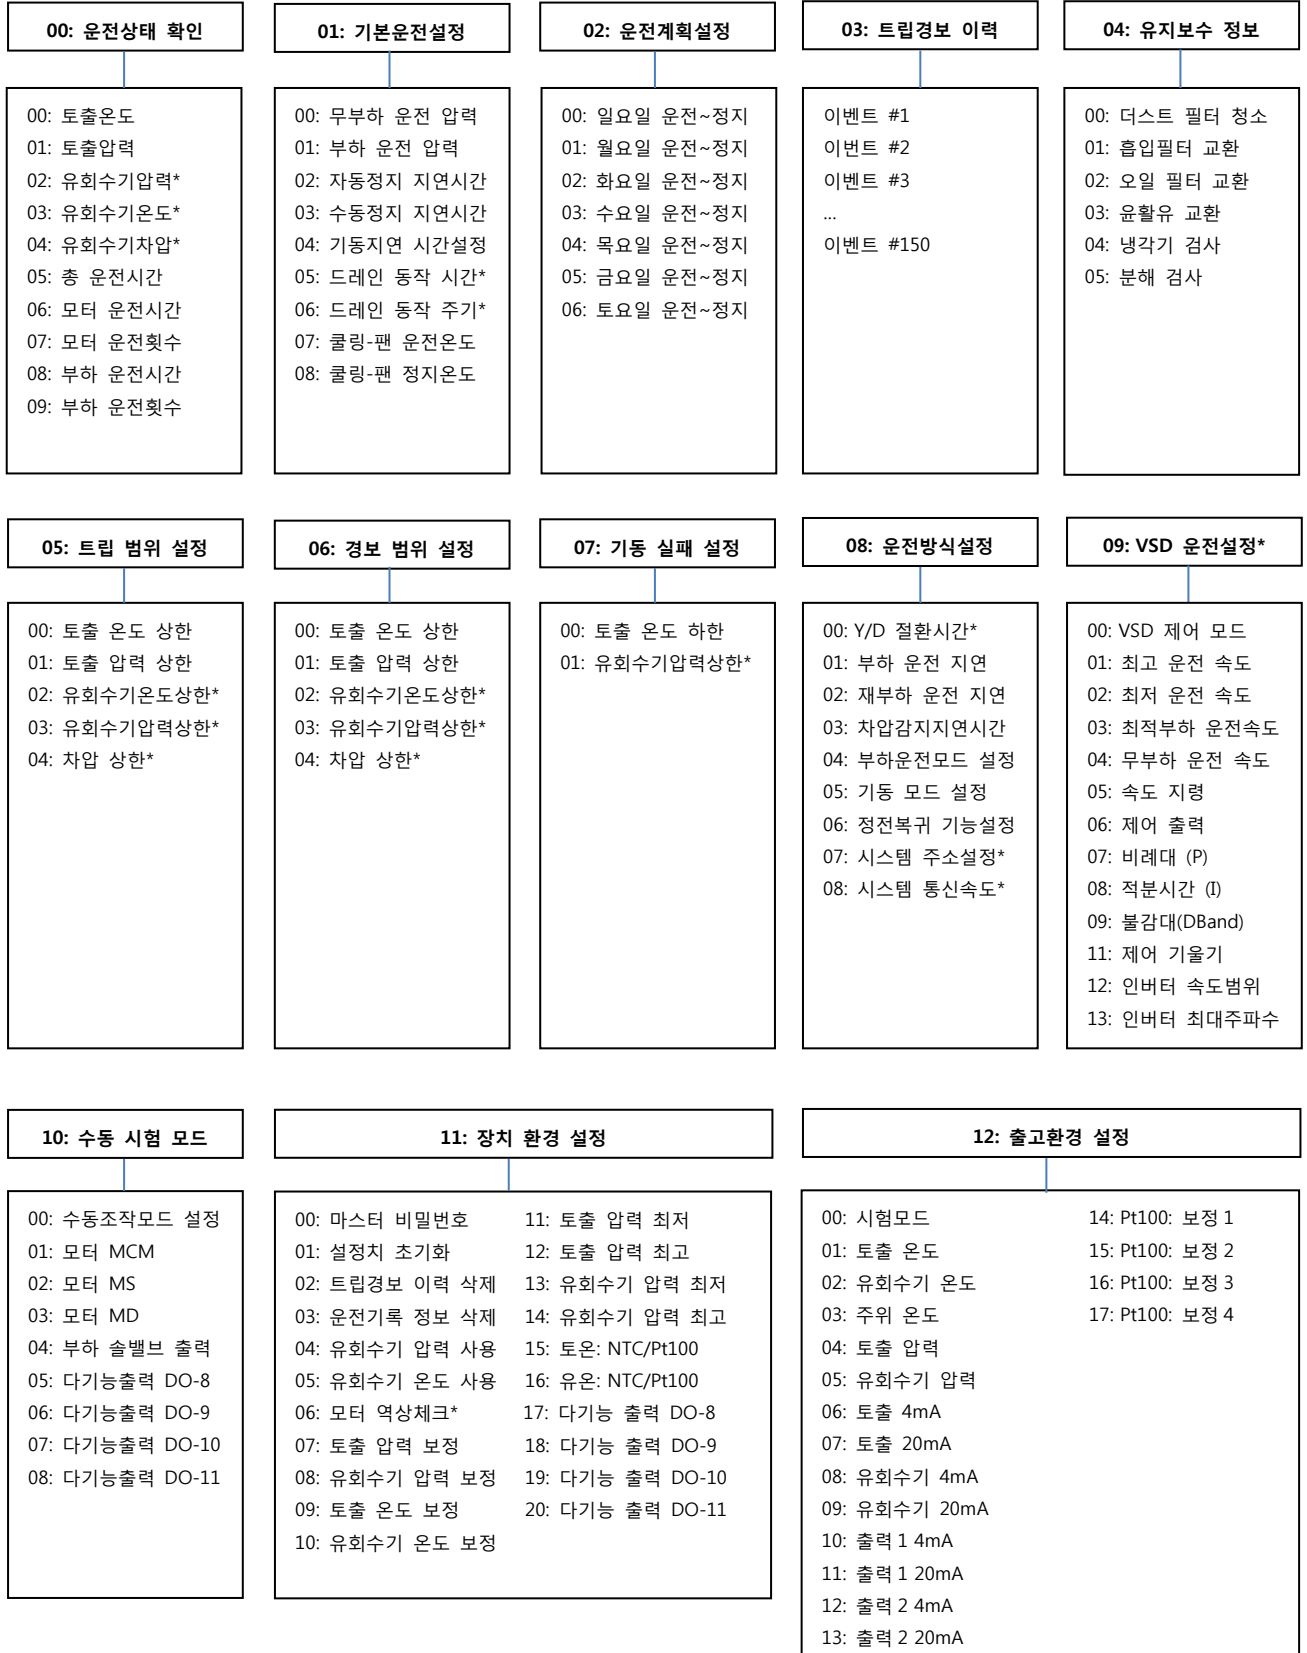 00: 운전상태 확인
00: 토출온도
01: 토출압력
02: 유회수기압력*
03: 유회수기온도*
04: 유회수기차압*
05: 총 운전시간
06: 모터 운전시간
07: 모터 운전횟수
08: 부하 운전시간
09: 부하 운전횟수
01: 기본운전설정
00: 무부하 운전 압력
01: 부하 운전 압력
02: 자동정지 지연시간
03: 수동정지 지연시간
04: 기동지연 시간설정
05: 드레인 동작 시간*
06: 드레인 동작 주기*
07: 쿨링-팬 운전온도
08: 쿨링-팬 정지온도
02: 운전계획설정
00: 일요일 운전~정지
01: 월요일 운전~정지
02: 화요일 운전~정지
03: 수요일 운전~정지
04: 목요일 운전~정지
05: 금요일 운전~정지
06: 토요일 운전~정지
03: 트립경보 이력
이벤트 #1
이번트 #2
이벤트 #3
...
이벤트 #150
04: 유지보수 정보
00: 더스트 필터 청소
01: 흡입필터 교환
02: 오일 필터 교환
03: 윤활유 교환
04: 냉각기 검사
05: 분해 검사
05: 트립 범위 설정
00: 토출 온도 상한
01: 토출 압력 상한
02: 유회수기온도상한*
03: 유회수기압력상한*
04: 차압 상한*
06: 경보 범위 설정
00: 토출 온도 상한
01: 토출 압력 상한
02: 유회수기온도상한*
03: 유회수기압력상한*
04: 차압 상한*
07: 기동 실패 설정
00: 토출 온도 하한
01: 유회수기압력상한*
08: 운전방식설정
00: Y/D 절환시간*
01: 부하 운전 지연
02: 재부하 운전 지연
03: 차압감지지연시간
04: 부하운전모드 설정
05: 기동 모드 설정
06: 정전복귀 기능설정
07: 시스템 주소설정*
08: 시스템 통신속도*
09: VSD 운전설정*
00: VSD 제어 모드
01: 최고 운전 속도
02: 최저 운전 속도
03: 최적부하 운전속도
04: 무부하 운전 속도
05: 속도 지령
06: 제어 출력
07: 비례대 (P)
08: 적분시간 (I)
09: 불감대(DBand)
11: 제어 기울기
12: 인버터 속도범위
13: 인버터 최대주파수
10: 수동 시험 모드
00: 수동조작모드 설정
01: 모터 MCM
02: 모터 MS
03: 모터 MD
04: 부하 솔밸브 출력
05: 다기능출력 DO-8
06: 다기능출력 DO-9
07: 다기능출력 DO-10
08: 다기능출력 DO-11
11: 장치 환경 설정
00: 마스터 비밀번호
01: 설정치 초기화
02: 트립경보 이력 삭제
03: 운전기록 정보 삭제
04: 유회수기 압력 사용
05: 유회수기 온도 사용
06: 모터 역상체크*
07: 토출 압력 보정
08: 유회수기 압력 보정
09: 토출 온도 보정
10: 유회수기 온도 보정
11: 토출 압력 최저
12: 토출 압력 최고
13: 유회수기 압력 최저
14: 유회수기 압력 최고
15: 토온: NTC/Pt100
16: 유온: NTC/Pt100
17: 다기능 출력 DO-8
18: 다기능 출력 DO-9
19: 다기능 출력 DO-10
20: 다기능 출력 DO-11
12: 출고환경 설정
00: 시험모드
01: 토출 온도
02: 유회수기 온도
03: 주위 온도
04: 토출 압력
05: 유회수기 압력
06: 토출 4mA
07: 토출 20mA
08: 유회수기 4mA
09: 유회수기 20mA
10: 출력 1 4mA
11: 출력 1 20mA
12: 출력 2 4mA
13: 출력 2 20mA
14: Pt100: 보정 1
15: Pt100: 보정 2
16: Pt100: 보정 3
17: Pt100: 보정 4